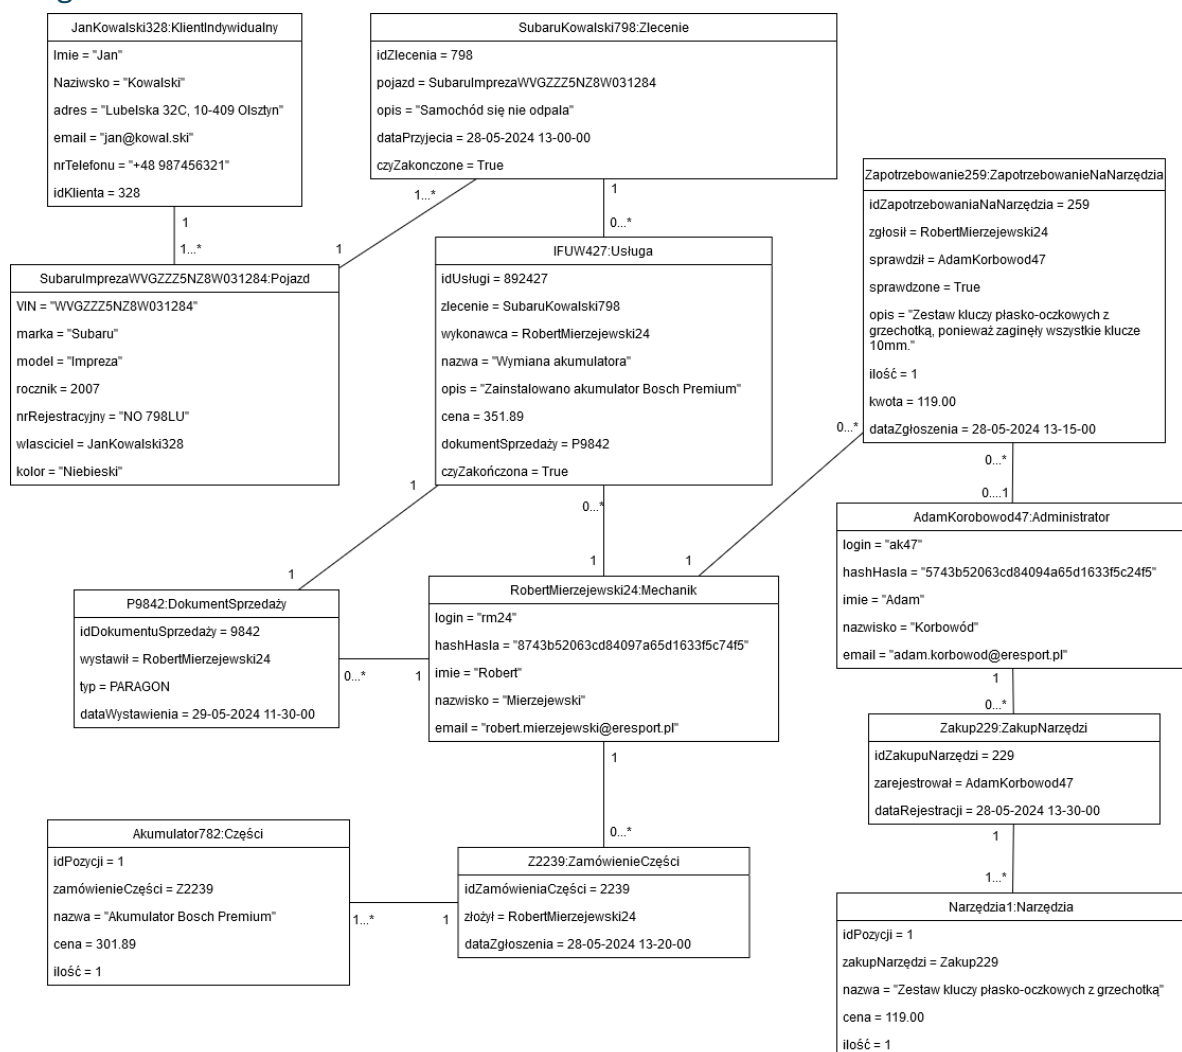 JanKowalski328:KlientIndywidualny
Imie = "Jan"
Naziwsko = "Kowalski"
adres = "Lubelska 32C, 10-409 Olsztyn"
email = "jan@kowal.ski"
nrTelefonu = "+48 987456321"
idKlienta = 328
1
1...*
SubaruKowalski798:Zlecenie
idZlecenia = 798
pojazd = SubaruImprezaWVGZZZ5NZ8W031284
opis = "Samochód się nie odpala"
dataPrzyjecia = 28-05-2024 13-00-00
czyZakonczone = True
1...*
1
1
0...*
SubaruImprezaWVGZZZ5NZ8W031284:Pojazd
VIN = "WVGZZZ5NZ8W031284"
marka = "Subaru"
model = "Impreza"
rocznik = 2007
nrRejestracyjny = "NO 798LU"
wlasciciel = JanKowalski328
kolor = "Niebieski"
IFUW427:Usługa
idUsługi = 892427
zlecenie = SubaruKowalski798
wykonawca = RobertMierzejewski24
nazwa = "Wymiana akumulatora"
opis = "Zainstalowano akumulator Bosch Premium"
cena = 351.89
dokumentSprzedaży = P9842
czyZakończona = True
1
1
0...*
1
Zapotrzebowanie259:ZapotrzebowanieNaNarzędzia
idZapotrzebowaniaNaNarzędzia = 259
zgłosił = RobertMierzejewski24
sprawdził = AdamKorbowod47
sprawdzone = True
opis = "Zestaw kluczy płasko-oczkowych z
grzechotką, ponieważ zaginęły wszystkie klucze
10mm."
ilość = 1
kwota = 119.00
dataZgłoszenia = 28-05-2024 13-15-00
0...*
1
0...*
0....1
P9842:DokumentSprzedaży
idDokumentuSprzedaży = 9842
wystawił = RobertMierzejewski24
typ = PARAGON
dataWystawienia = 29-05-2024 11-30-00
0...*
1
RobertMierzejewski24:Mechanik
login = "rm24"
hashHasla = "8743b52063cd84097a65d1633f5c74f5"
imie = "Robert"
nazwisko = "Mierzejewski"
email = "robert.mierzejewski@eresport.pl"
1
0...*
AdamKorobowod47:Administrator
login = "ak47"
hashHasla = "5743b52063cd84094a65d1633f5c24f5"
imie = "Adam"
nazwisko = "Korbowód"
email = "adam.korbowod@eresport.pl"
1
0...*
Zakup229:ZakupNarzędzi
idZakupuNarzędzi = 229
zarejestrował = AdamKorbowod47
dataRejestracji = 28-05-2024 13-30-00
1
1...*
Akumulator782:Części
idPozycji = 1
zamówienieCzęści = Z2239
nazwa = "Akumulator Bosch Premium"
cena = 301.89
ilość = 1
1...*
1
Z2239:ZamówienieCzęści
idZamówieniaCzęści = 2239
złożył = RobertMierzejewski24
dataZgłoszenia = 28-05-2024 13-20-00
Narzędzia1:Narzędzia
idPozycji = 1
zakupNarzędzi = Zakup229
nazwa = "Zestaw kluczy płasko-oczkowych z grzechotką"
cena = 119.00
ilość = 1